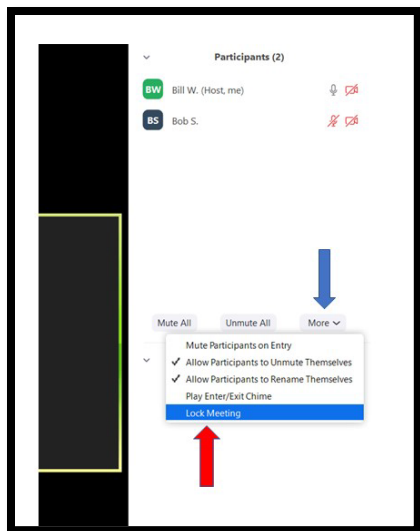 Participants (2)
BW Bill W. (Host, me)
BS Bob S.
Mute All Unmute All More
Mute Participants on Entry
✓ Allow Participants to Unmute Themselves
✓ Allow Participants to Rename Themselves
Play Enter/Exit Chime
Lock Meeting